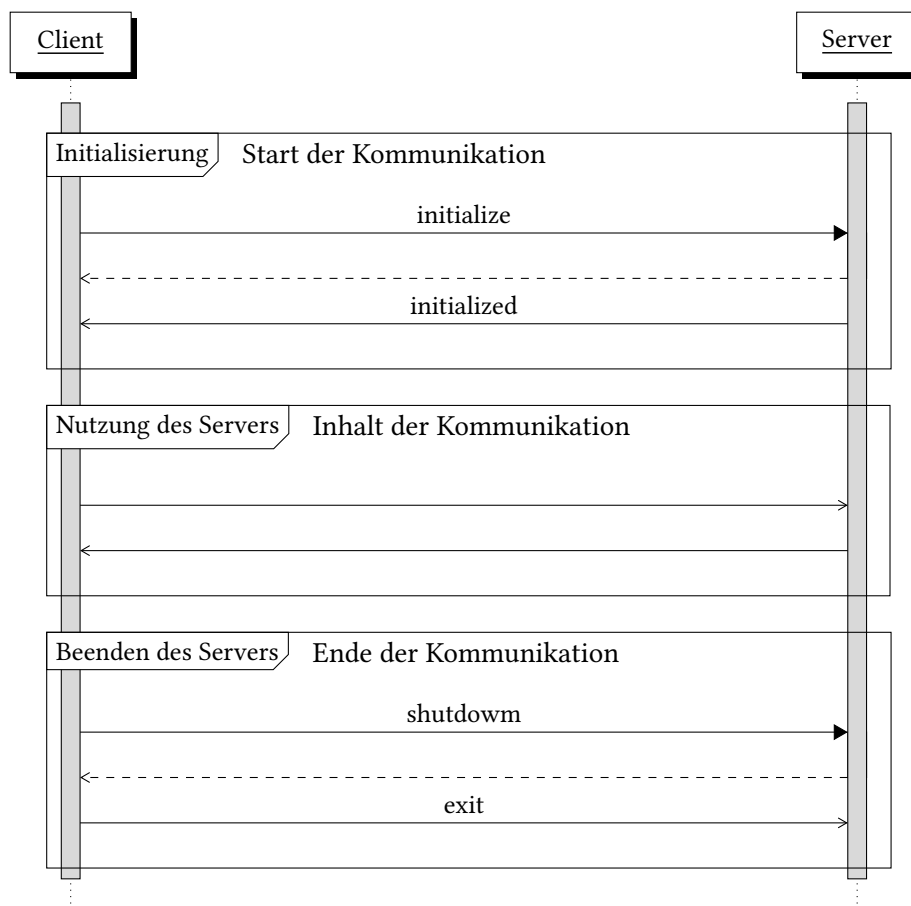 Client
Server
Initialisierung
Start der Kommunikation
initialize
initialized
Nutzung des Servers
Inhalt der Kommunikation
Beenden des Servers
Ende der Kommunikation
shutdowm
exit